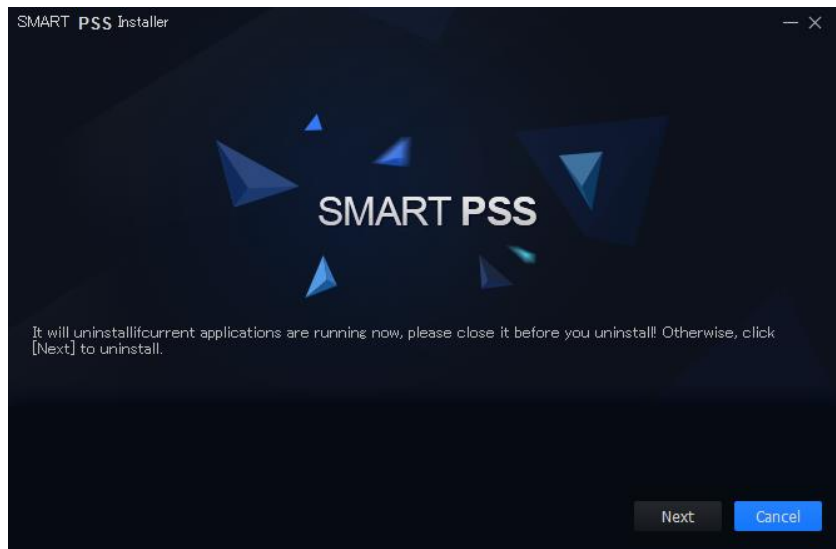 SMART PSS Installer
SMART PSS
It will uninstallifcurrent applications are running now, please close it before you uninstall! Otherwise, click
[Next] to uninstall.
Next Cancel